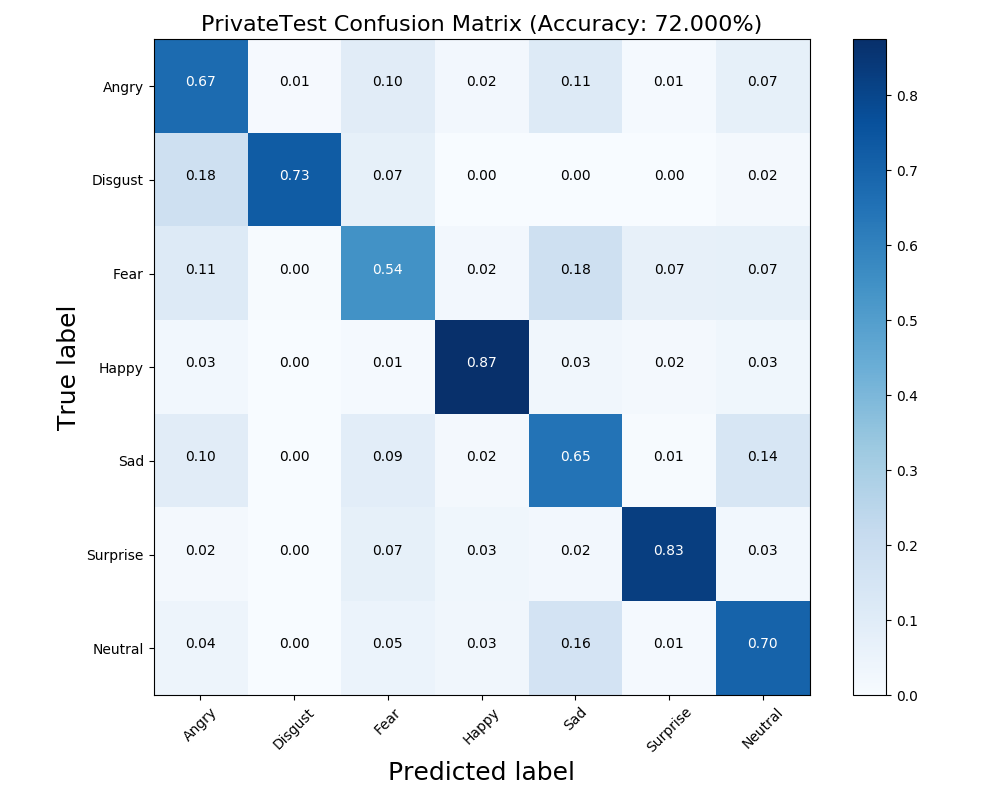 PrivateTest Confusion Matrix (Accuracy: 72.000%)
Angry 0.67 0.01 0.10 0.02 0.11 0.01 0.07
Disgust 0.18 0.73 0.07 0.00 0.00 0.00 0.02
Fear 0.11 0.00 0.54 0.02 0.18 0.07 0.07
Happy 0.03 0.00 0.01 0.87 0.03 0.02 0.03
Sad 0.10 0.00 0.09 0.02 0.65 0.01 0.14
Surprise 0.02 0.00 0.07 0.03 0.02 0.83 0.03
Neutral 0.04 0.00 0.05 0.03 0.16 0.01 0.70
True label
Angry Disgust Fear Happy Sad Surprise Neutral
Predicted label
0.8
0.7
0.6
0.5
0.4
0.3
0.2
0.1
0.0